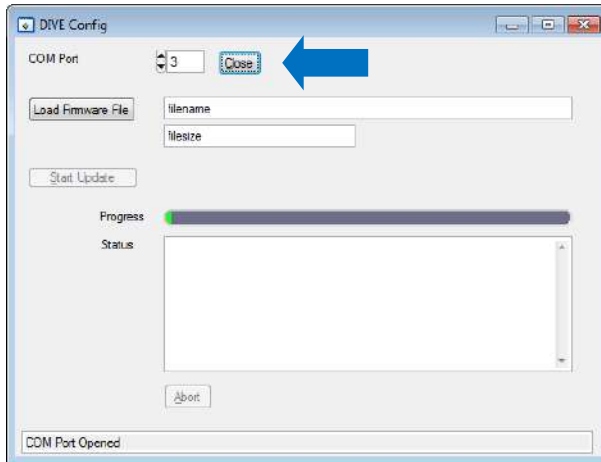 DIVE Config
COM Port 3 Close
Load Firmware File filename
filesize
Start Update
Progress
Status
Abort
COM Port Opened